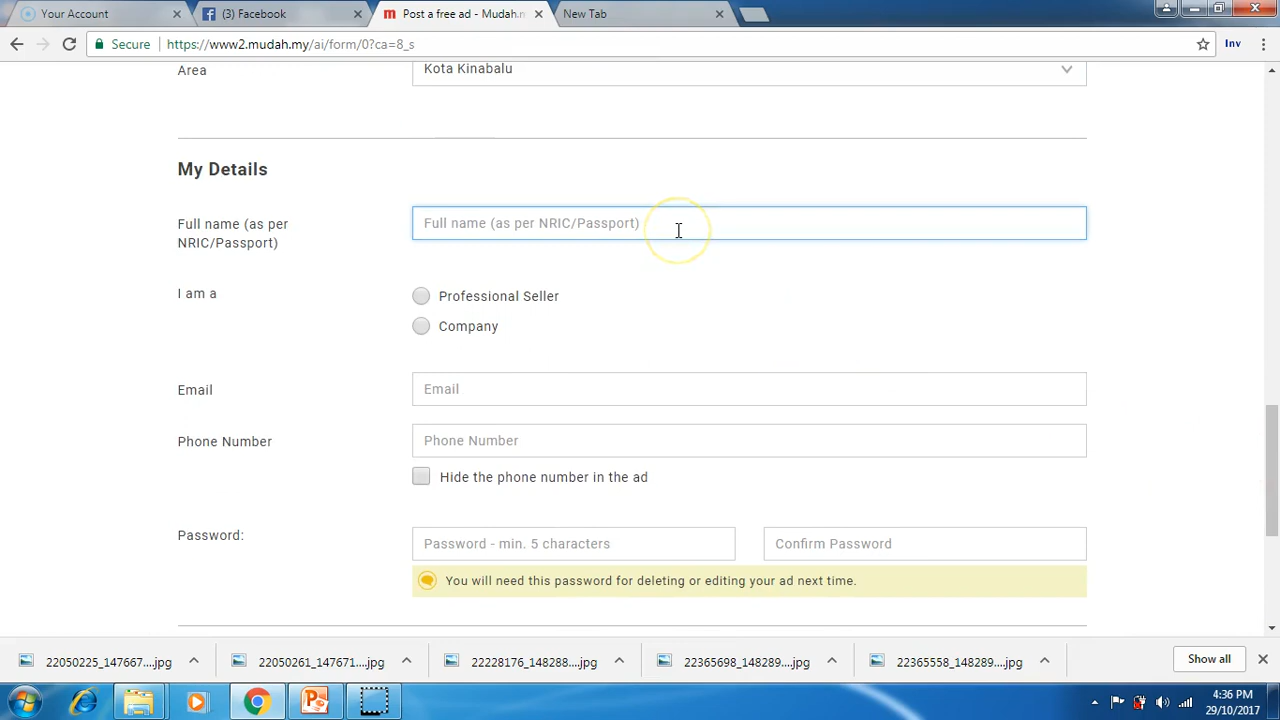 Your Account
(3) Facebook
Post a free ad - Mudah.m
New Tab
Secure
https://www2.mudah.my/ai/form/0?ca=8_s
Inv
Area
Kota Kinabalu
My Details
Full name (as per
NRIC/Passport)
Full name (as per NRIC/Passport)
I am a
Professional Seller
Company
Email
Email
Phone Number
Phone Number
Hide the phone number in the ad
Password:
Password - min. 5 characters
Confirm Password
You will need this password for deleting or editing your ad next time.
22050225_147667....jpg
22050261_147671....jpg
22228176_148288....jpg
22365698_148289....jpg
22365558_148289....jpg
Show all
4:36 PM
29/10/2017